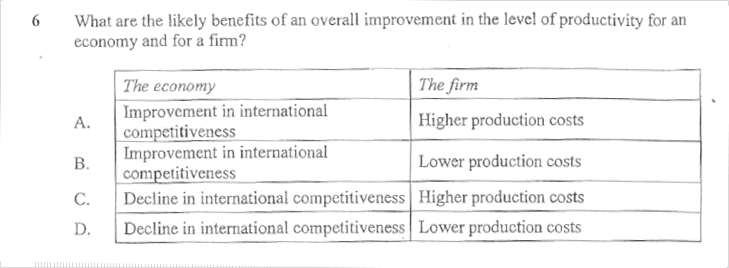 6 What are the likely benefits of an overall improvement in the level of productivity for an
economy and for a firm?
The economy The firm
A. Improvement in international competitiveness Higher production costs
B. Improvement in international competitiveness Lower production costs
C. Decline in international competitiveness Higher production costs
D. Decline in international competitiveness Lower production costs